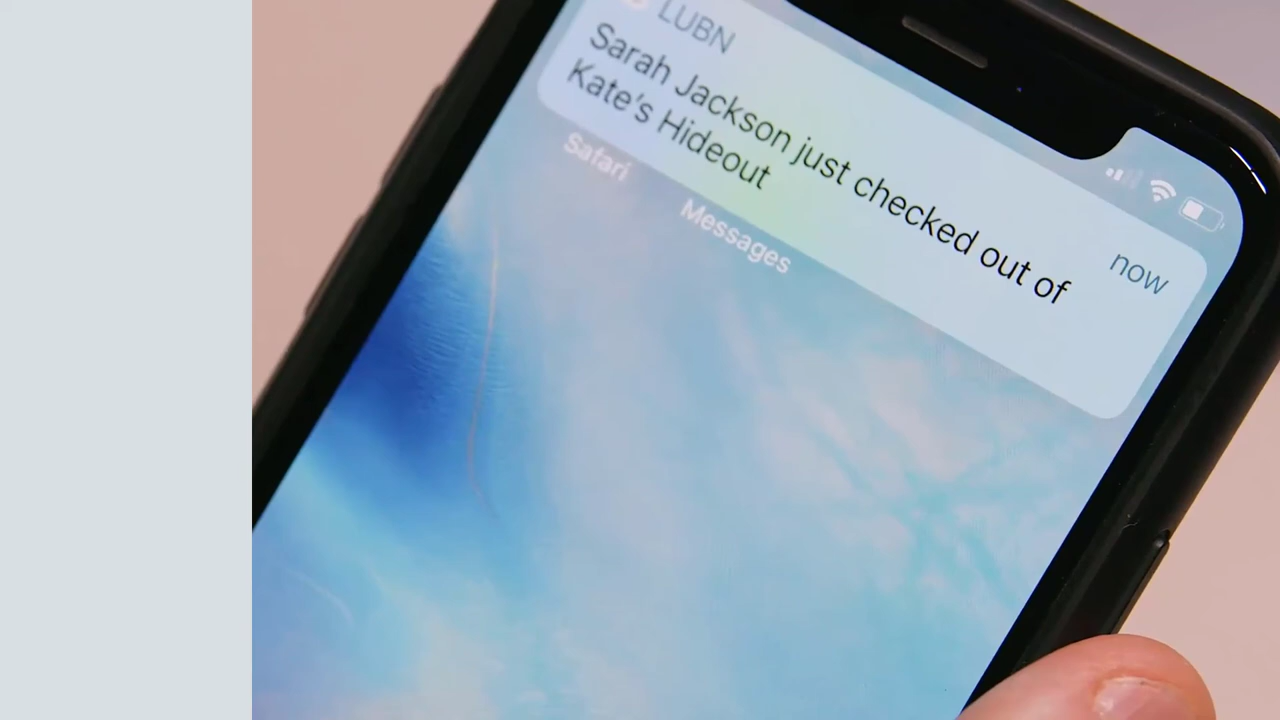 LUBN
now
Sarah Jackson just checked out of
Kate's Hideout
Safari
Messages